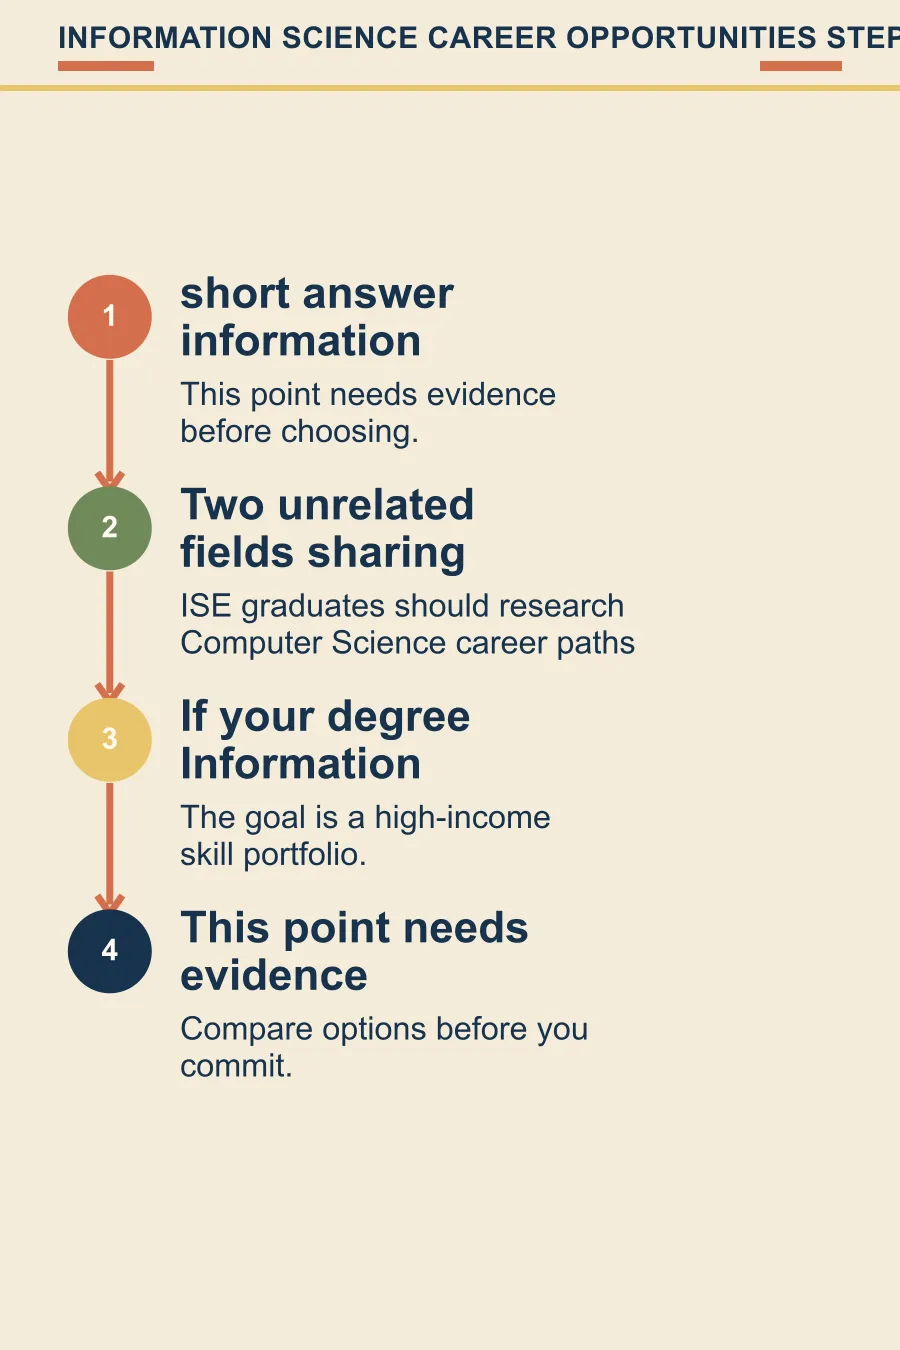 INFORMATION SCIENCE CAREER OPPORTUNITIES STEP
1
short answer
information
This point needs evidence
before choosing.
2
Two unrelated
fields sharing
ISE graduates should research
Computer Science career paths
3
If your degree
Information
The goal is a high-income
skill portfolio.
4
This point needs
evidence
Compare options before you
commit.